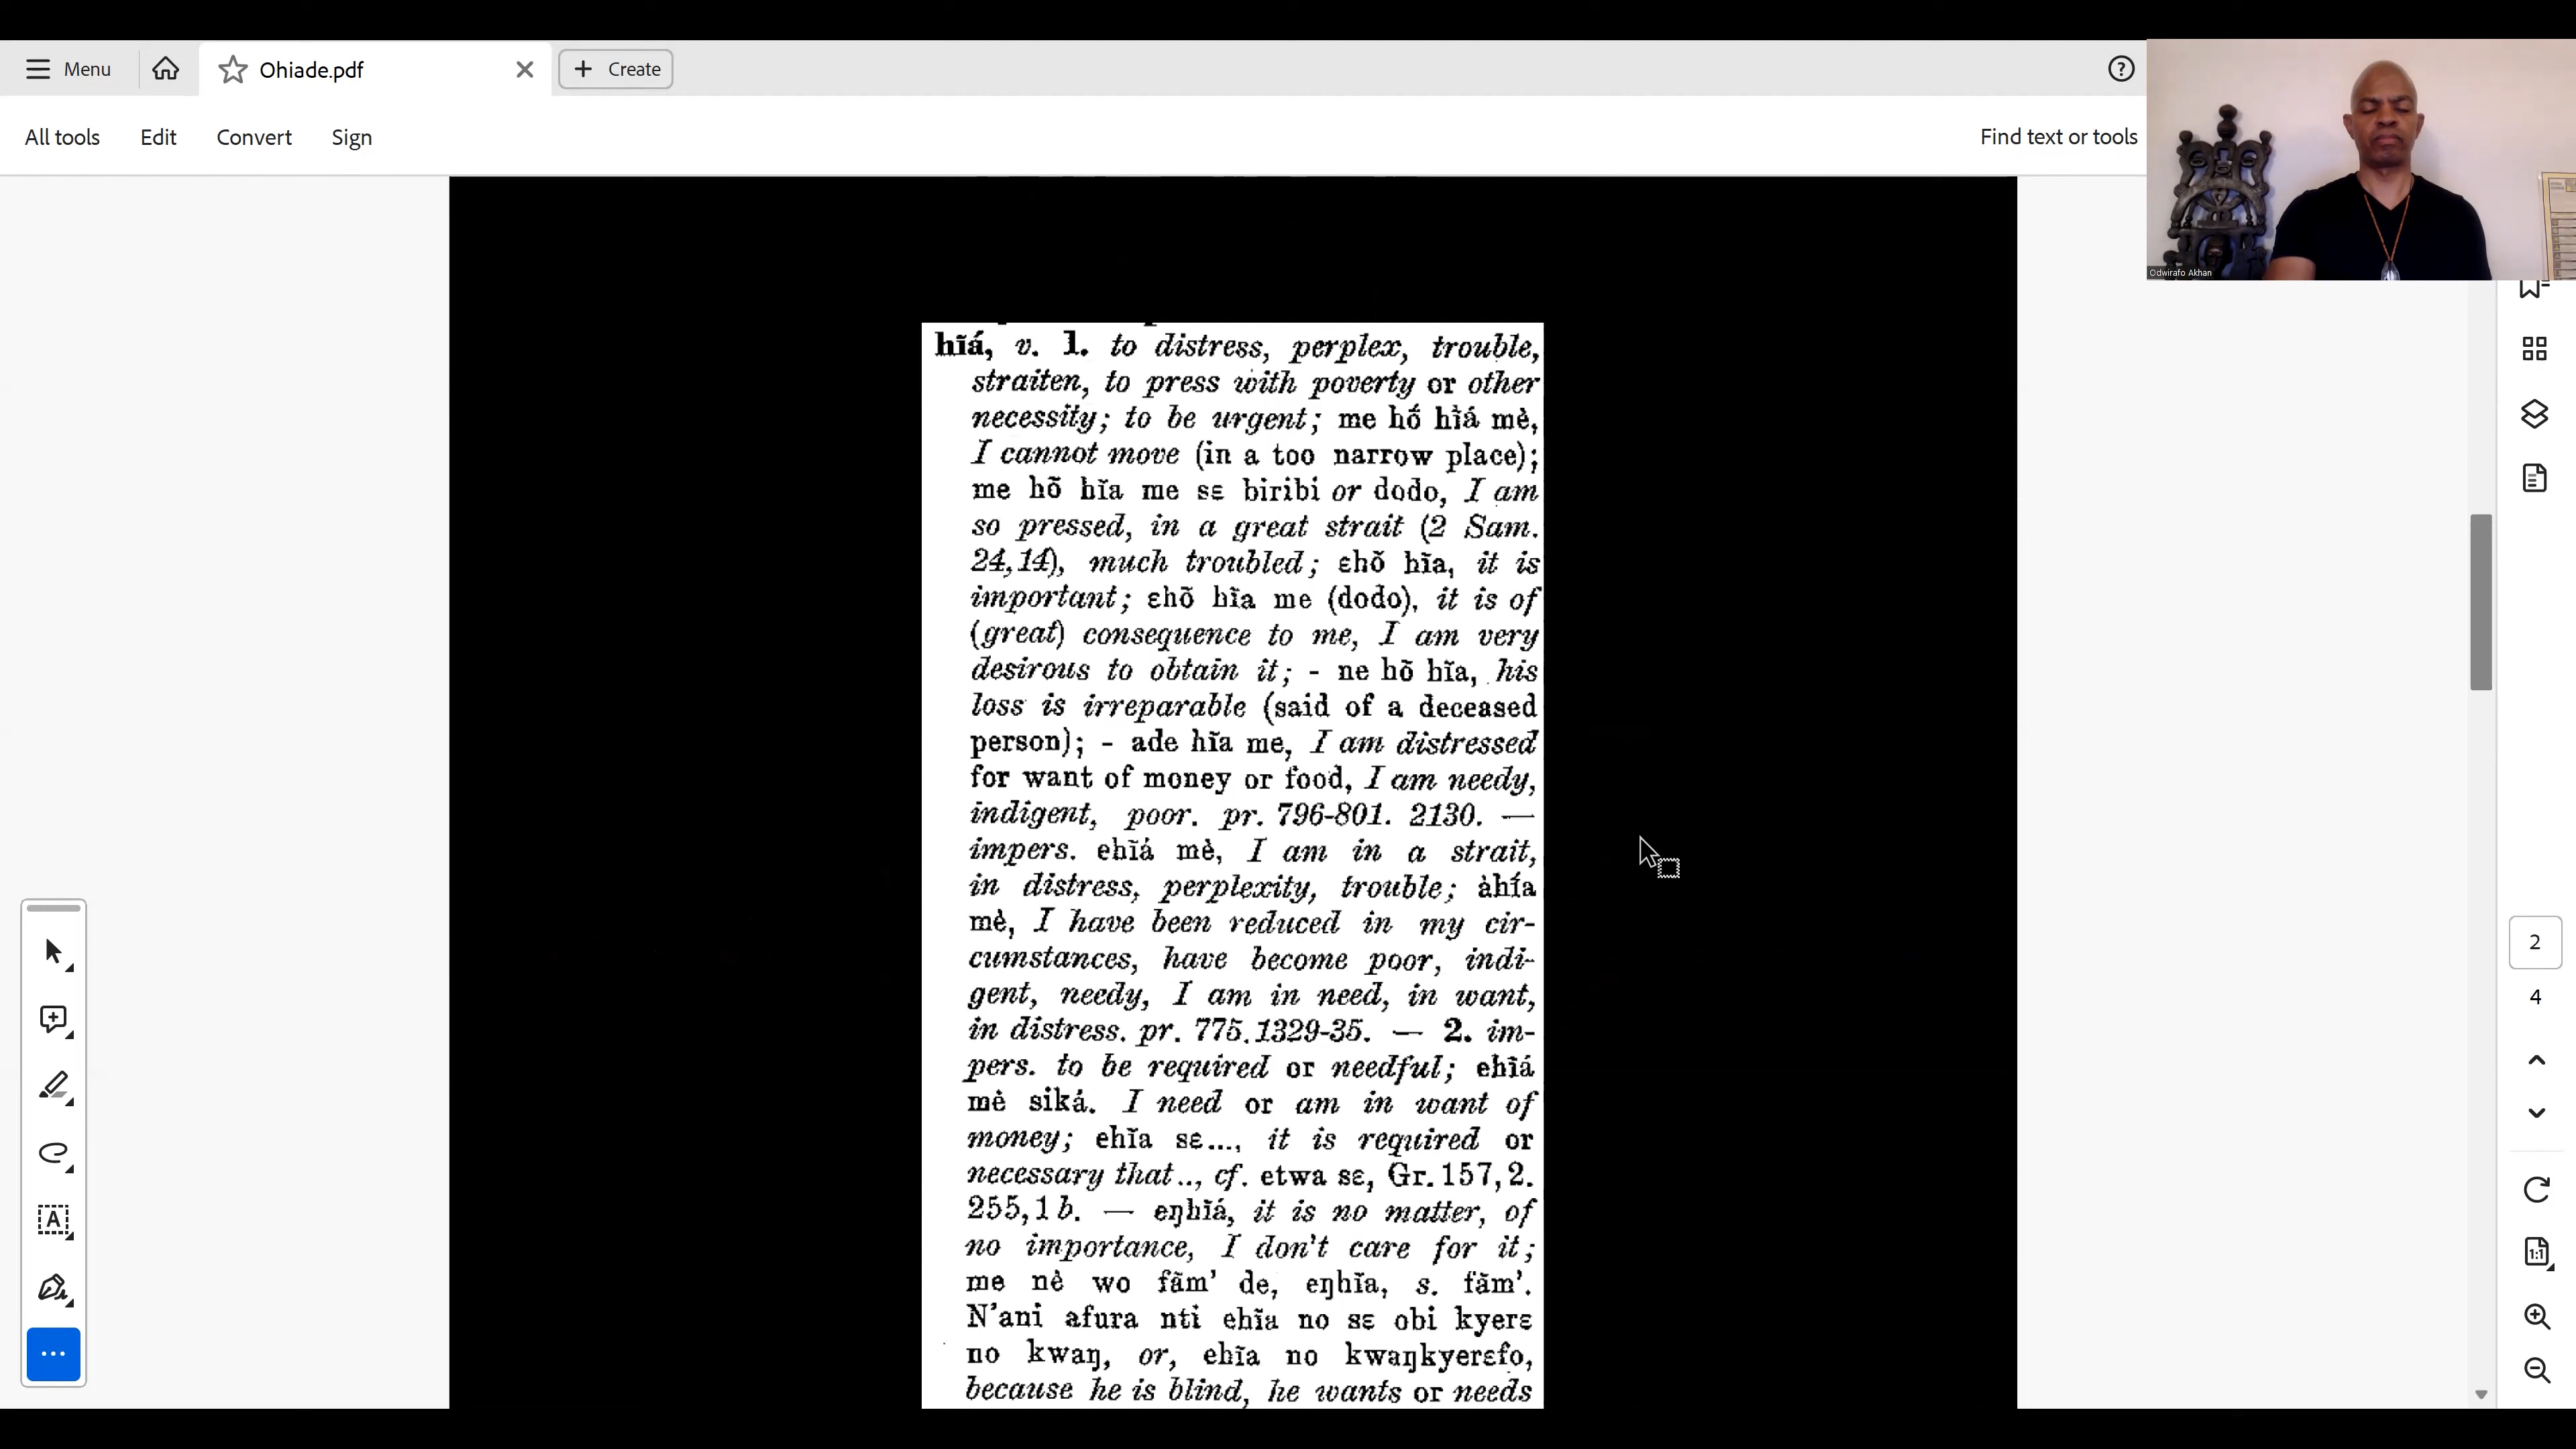 Menu
Ohiade.pdf
Create
All tools
Edit
Convert
Sign
Find text or tools
Odwirafo Akhan
hĩá, v. 1. to distress, perplex, trouble,
straiten, to press with poverty or other
necessity; to be urgent; me hṍ hĩá mè,
I cannot move (in a too narrow place);
me hõ hĩa me sɛ biribi or dodo, I am
so pressed, in a great strait (2 Sam.
24,14), much troubled; ɛhõ hĩa, it is
important; ɛhõ hĩa me (dodo), it is of
(great) consequence to me, I am very
desirous to obtain it; - ne hõ hĩa, his
loss is irreparable (said of a deceased
person); - ade hĩa me, I am distressed
for want of money or food, I am needy,
indigent, poor. pr. 796-801. 2130. —
impers. ehĩá mè, I am in a strait,
in distress, perplexity, trouble; àhĩ́a
mè, I have been reduced in my cir-
cumstances, have become poor, indi-
gent, needy, I am in need, in want,
in distress. pr. 775.1329-35. — 2. im-
pers. to be required or needful; ehĩá
mè siká. I need or am in want of
money; ehĩa sɛ..., it is required or
necessary that.., cf. etwa sɛ, Gr. 157,2.
255,1 b. — eŋhĩá, it is no matter, of
no importance, I don't care for it;
me nè wo fãm' de, eŋhĩa, s. fãm'.
N'ani afura nti ehĩa no sɛ obi kyerɛ
no kwaŋ, or, ehĩa no kwaŋkyerɛfo,
because he is blind, he wants or needs
2
4
1:1